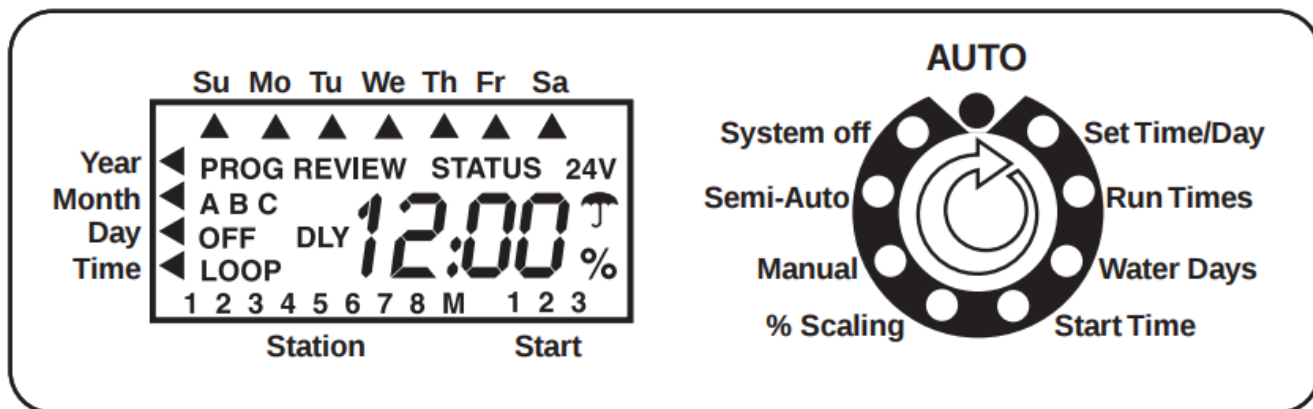 Su Mo Tu We Th Fr Sa
Year
Month
Day
Time
PROG REVIEW STATUS 24V
A B C
OFF DLY 12:00
LOOP %
1 2 3 4 5 6 7 8 M 1 2 3
Station Start
AUTO
System off
Semi-Auto
Manual
% Scaling
Set Time/Day
Run Times
Water Days
Start Time